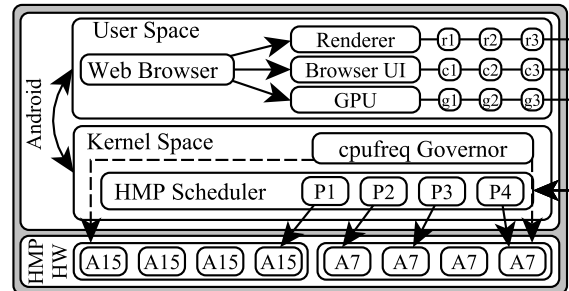 User Space
Renderer r1 r2 r3
Web Browser Browser UI c1 c2 c3
GPU g1 g2 g3
Android
Kernel Space
cpufreq Governor
HMP Scheduler P1 P2 P3 P4
HMP HW
A15 A15 A15 A15 A7 A7 A7 A7